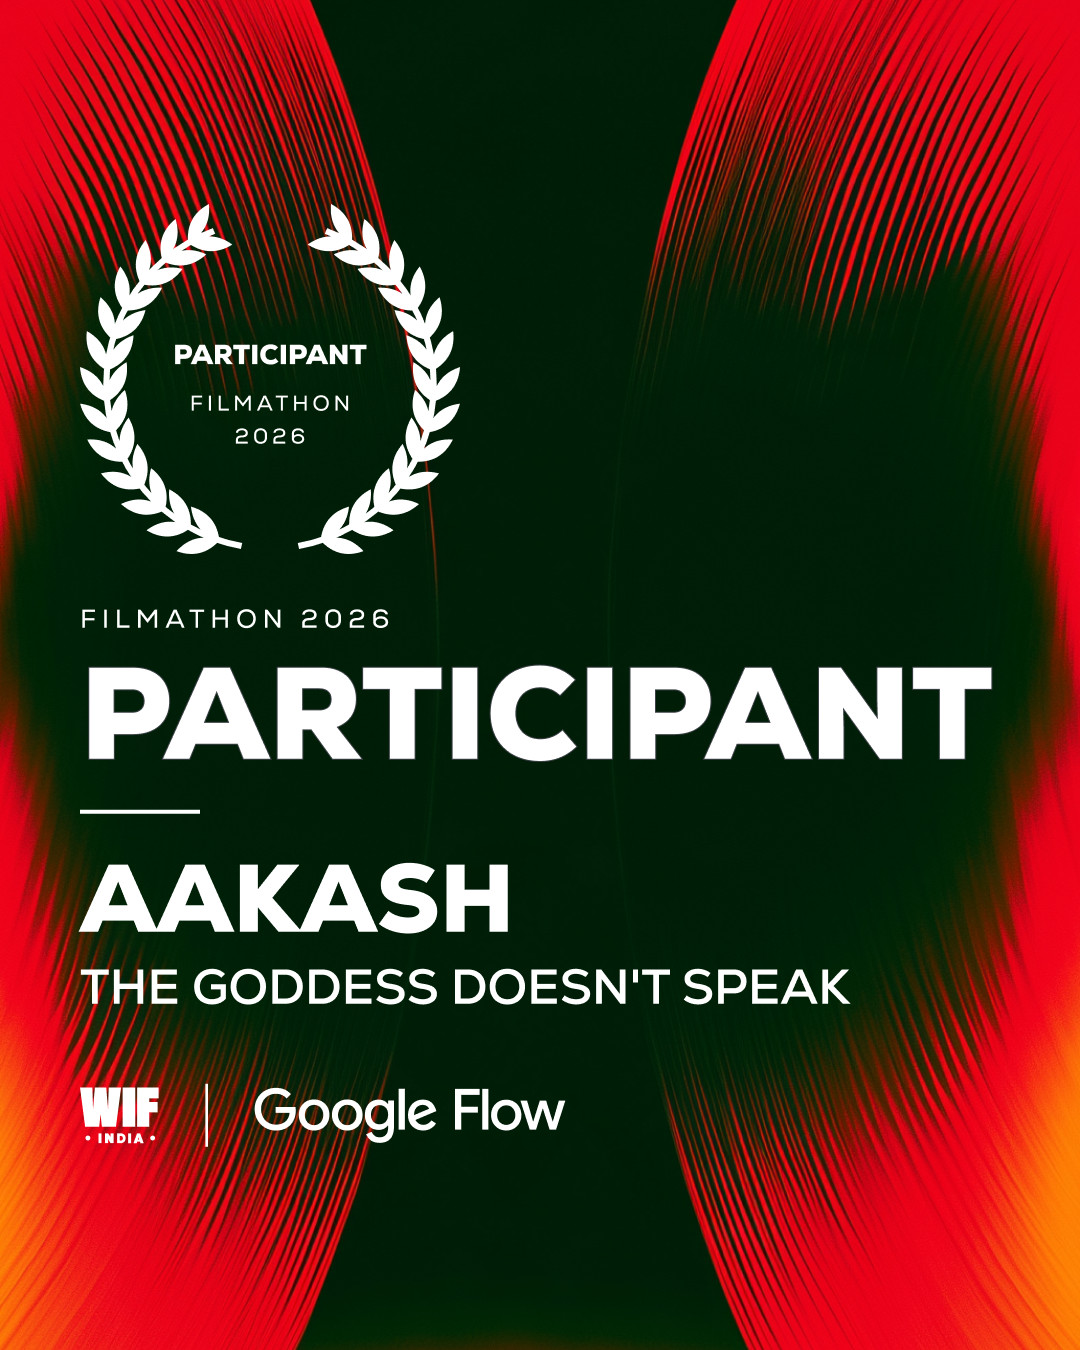 PARTICIPANT
FILMATHON
2026
FILMATHON 2026
PARTICIPANT
AAKASH
THE GODDESS DOESN'T SPEAK
WIF
• INDIA •
Google Flow